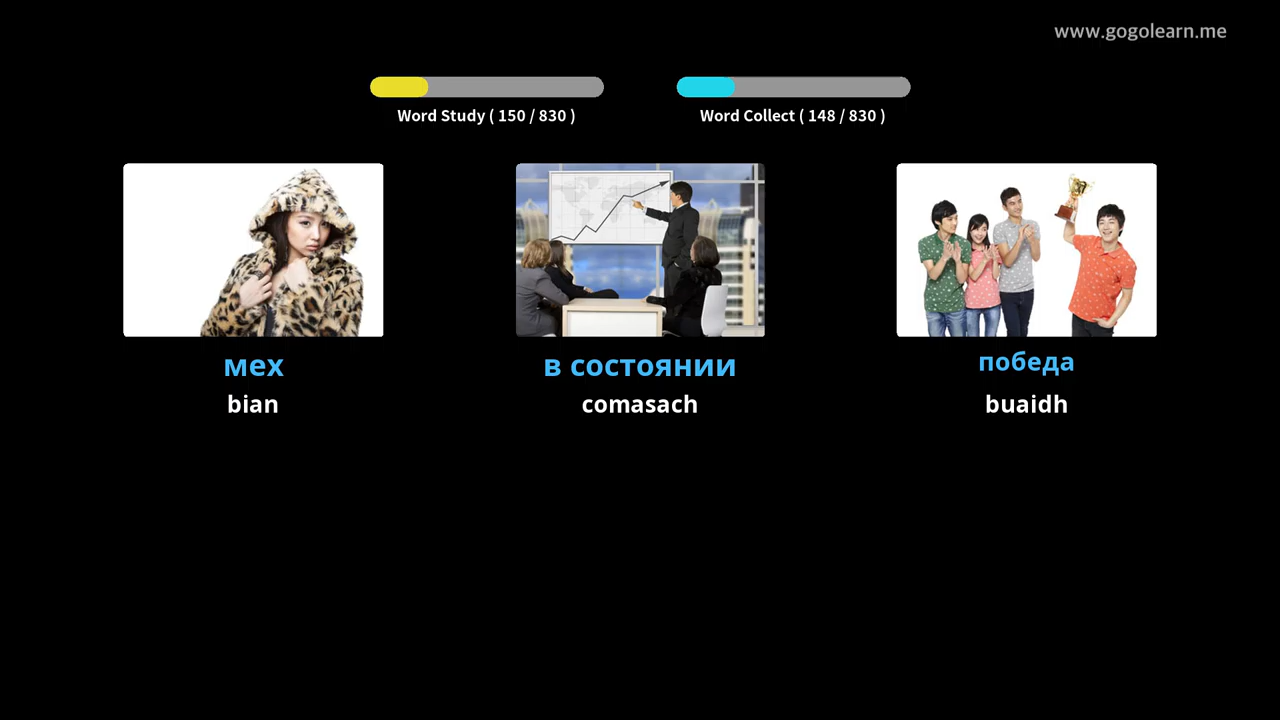 www.gogolearn.me
Word Study ( 150 / 830 )
Word Collect ( 148 / 830 )
мех
в состоянии
победа
bian
comasach
buaidh